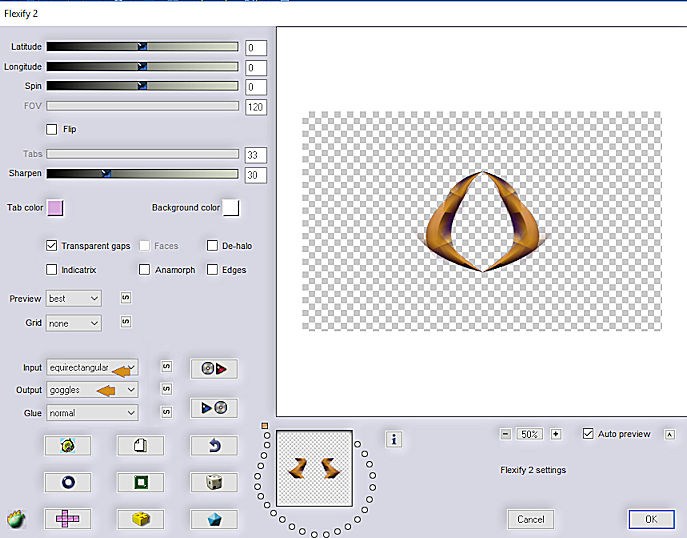 Flexify 2
Latitude 0
Longitude 0
Spin 0
FOV 120
Flip
Tabs 33
Sharpen 30
Tab color Background color
Transparent gaps Faces De-halo
Indicatrix Anamorph Edges
Preview best S
Grid none S
Input equirectangular S
Output goggles S
Glue normal S
i
50% Auto preview
Flexify 2 settings
Cancel OK